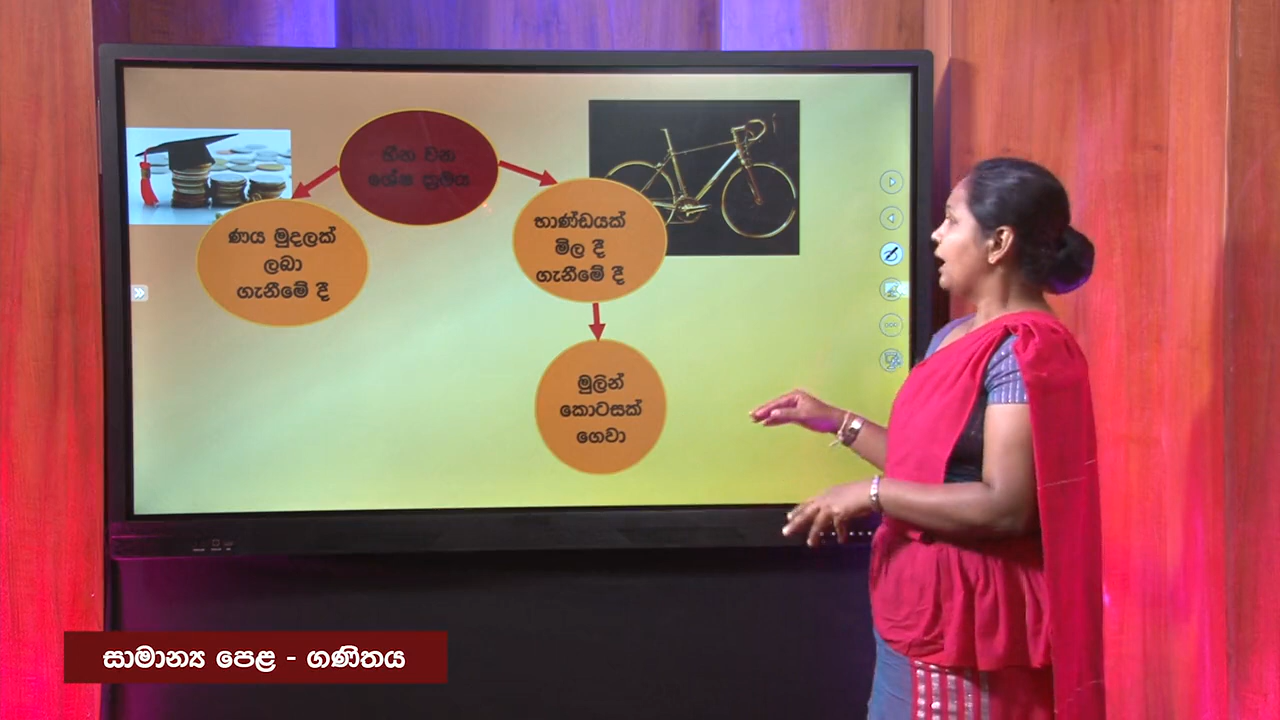 හීන වන
ශේෂ ක්‍රමය
ණය මුදලක්
ලබා
ගැනීමේ දී
භාණ්ඩයක්
මිල දී
ගැනීමේ දී
මුලින්
කොටසක්
ගෙවා
සාමාන්‍ය පෙළ - ගණිතය